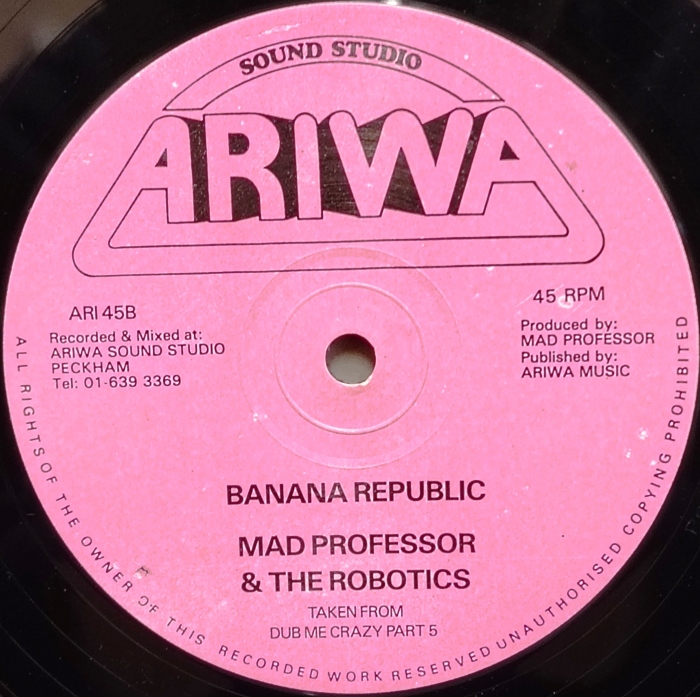 SOUND STUDIO
ARIWA
ARI 45B
Recorded & Mixed at:
ARIWA SOUND STUDIO
PECKHAM
Tel: 01-639 3369
45 RPM
Produced by:
MAD PROFESSOR
Published by:
ARIWA MUSIC
BANANA REPUBLIC
MAD PROFESSOR
& THE ROBOTICS
TAKEN FROM
DUB ME CRAZY PART 5
ALL RIGHTS OF THE OWNER OF THIS RECORDED WORK RESERVED UNAUTHORISED COPYING PROHIBITED